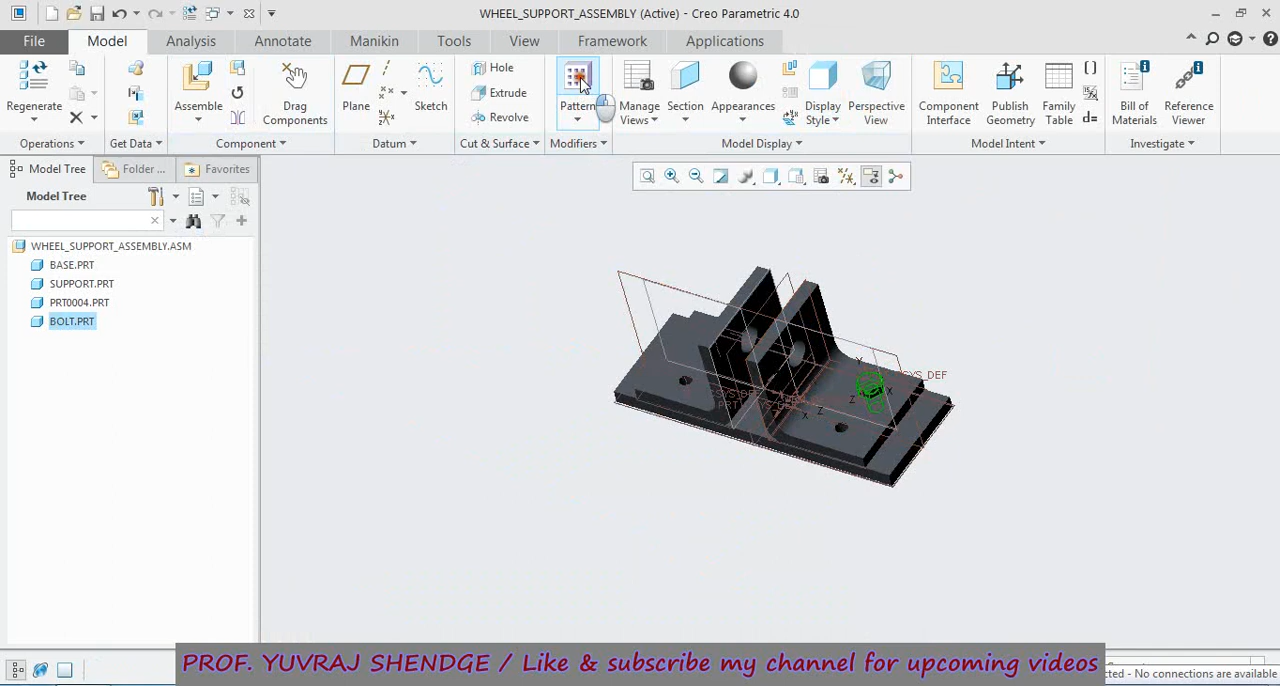 WHEEL_SUPPORT_ASSEMBLY (Active) - Creo Parametric 4.0
File Model Analysis Annotate Manikin Tools View Framework Applications
Regenerate
Assemble
Drag Components
Plane
Sketch
Hole
Extrude
Revolve
Pattern
Manage Views
Section
Appearances
Display Style
Perspective View
Component Interface
Publish Geometry
Family Table
Bill of Materials
Reference Viewer
Operations Get Data Component Datum Cut & Surface Modifiers Model Display Model Intent Investigate
Model Tree Folder ... Favorites
Model Tree
WHEEL_SUPPORT_ASSEMBLY.ASM
BASE.PRT
SUPPORT.PRT
PRT0004.PRT
BOLT.PRT
SYS_DEF
Y
X
Z
Z
X
PROF. YUVRAJ SHENDGE / Like & subscribe my channel for upcoming videos
cted - No connections are available